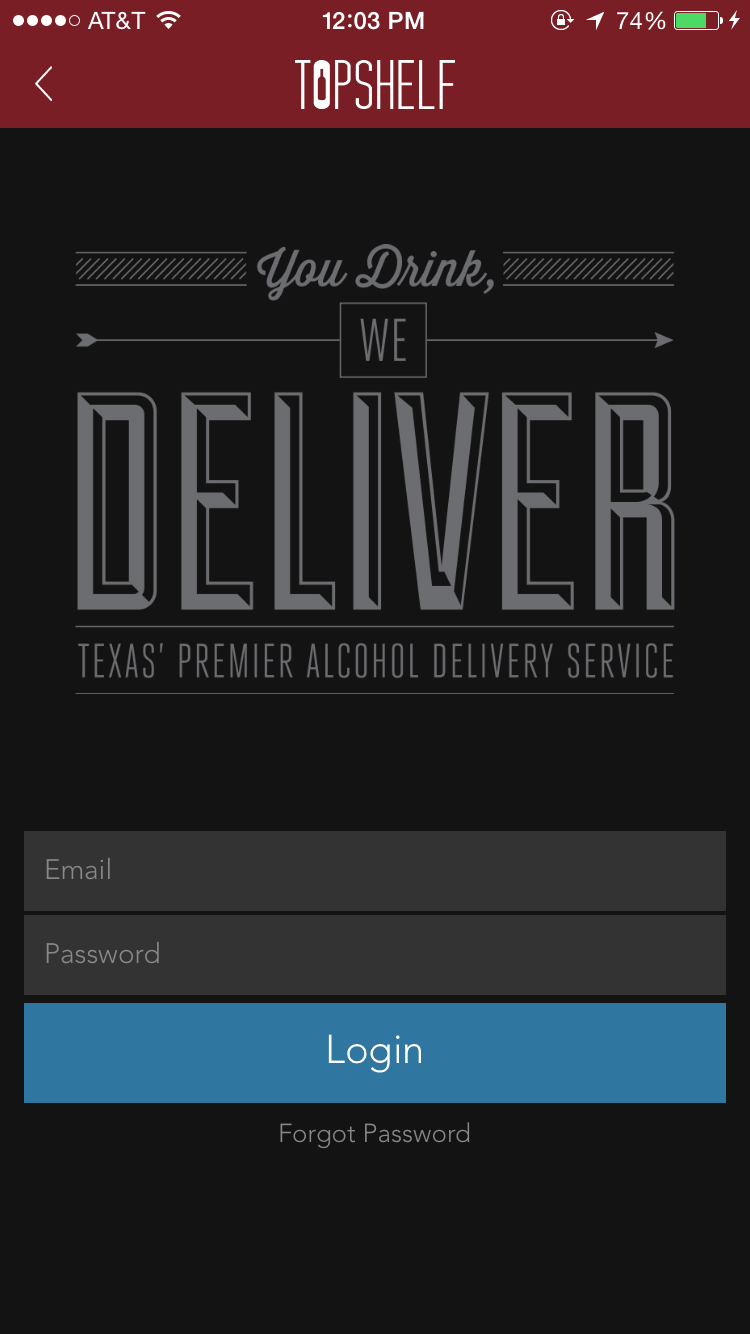 AT&T 12:03 PM 74%
TOPSHELF
You Drink,
WE
DELIVER
TEXAS' PREMIER ALCOHOL DELIVERY SERVICE
Email
Password
Login
Forgot Password